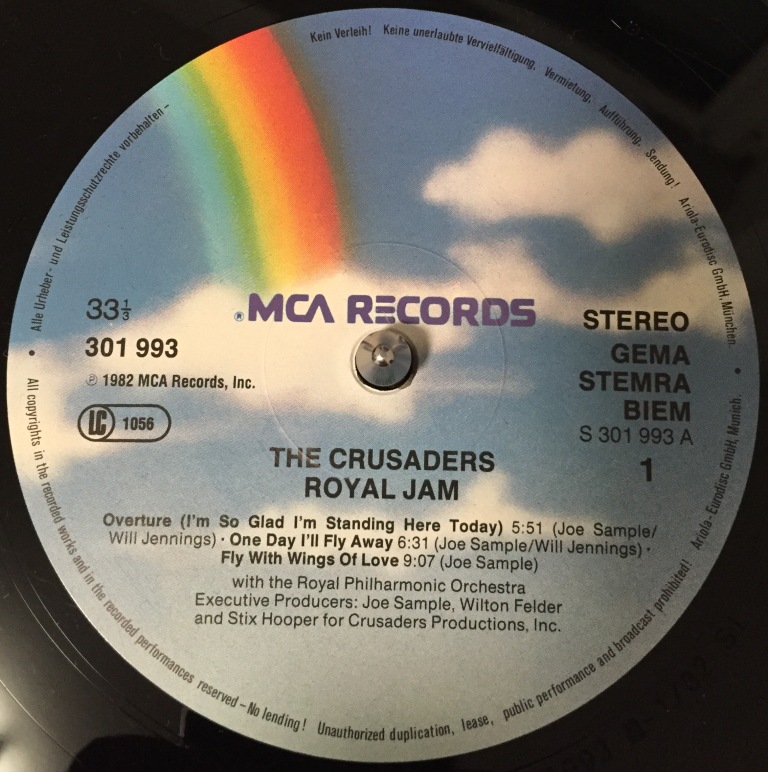 Kein Verleih! Keine unerlaubte Vervielfältigung, Vermietung, Aufführung, Sendung! Ariola-Eurodisc GmbH, München.
Alle Urheber- und Leistungsschutzrechte vorbehalten –
33⅓
301 993
℗ 1982 MCA Records, Inc.
LC 1056
® MCA RECORDS
STEREO
GEMA
STEMRA
BIEM
S 301 993 A
1
THE CRUSADERS
ROYAL JAM
Overture (I'm So Glad I'm Standing Here Today) 5:51 (Joe Sample/
Will Jennings) · One Day I'll Fly Away 6:31 (Joe Sample/Will Jennings) ·
Fly With Wings Of Love 9:07 (Joe Sample)
with the Royal Philharmonic Orchestra
Executive Producers: Joe Sample, Wilton Felder
and Stix Hooper for Crusaders Productions, Inc.
All copyrights in the recorded works and in the recorded performances reserved – No lending! Unauthorized duplication, lease, public performance and broadcast prohibited! Ariola-Eurodisc GmbH, Munich.